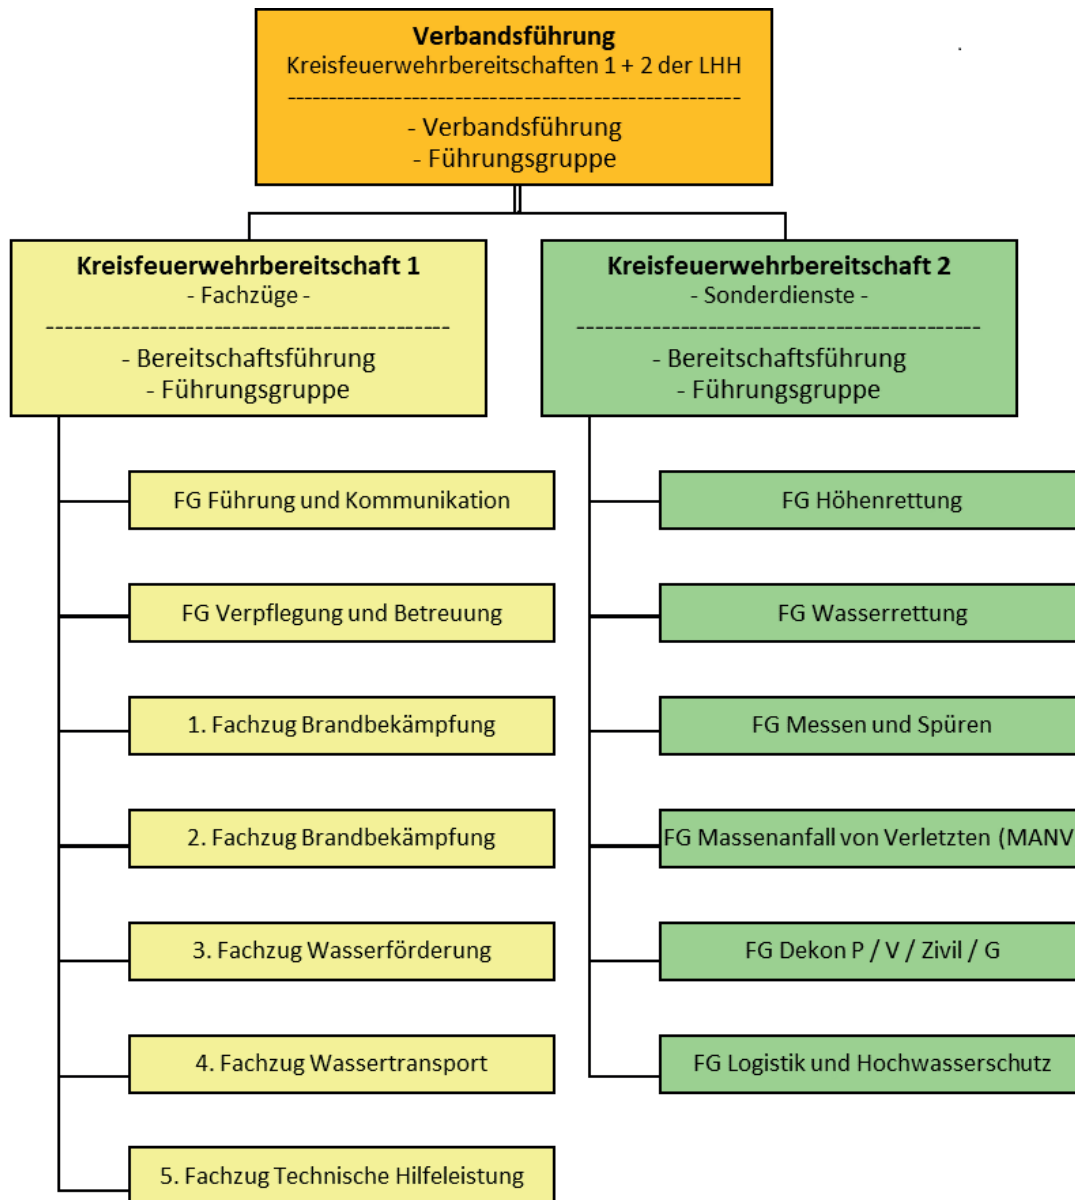 Verbandsführung
Kreisfeuerwehrbereitschaften 1 + 2 der LHH
------------------------------------------------------
- Verbandsführung
- Führungsgruppe
Kreisfeuerwehrbereitschaft 1
- Fachzüge -
------------------------------------------
- Bereitschaftsführung
- Führungsgruppe
FG Führung und Kommunikation
FG Verpflegung und Betreuung
1. Fachzug Brandbekämpfung
2. Fachzug Brandbekämpfung
3. Fachzug Wasserförderung
4. Fachzug Wassertransport
5. Fachzug Technische Hilfeleistung
Kreisfeuerwehrbereitschaft 2
- Sonderdienste -
------------------------------------------
- Bereitschaftsführung
- Führungsgruppe
FG Höhenrettung
FG Wasserrettung
FG Messen und Spüren
FG Massenanfall von Verletzten (MANV
FG Dekon P / V / Zivil / G
FG Logistik und Hochwasserschutz